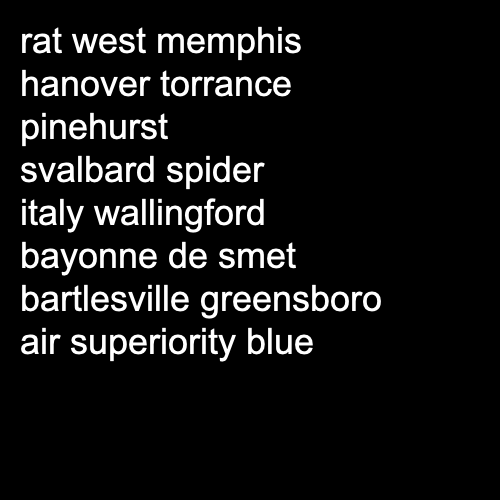 rat west memphis
hanover torrance
pinehurst
svalbard spider
italy wallingford
bayonne de smet
bartlesville greensboro
air superiority blue